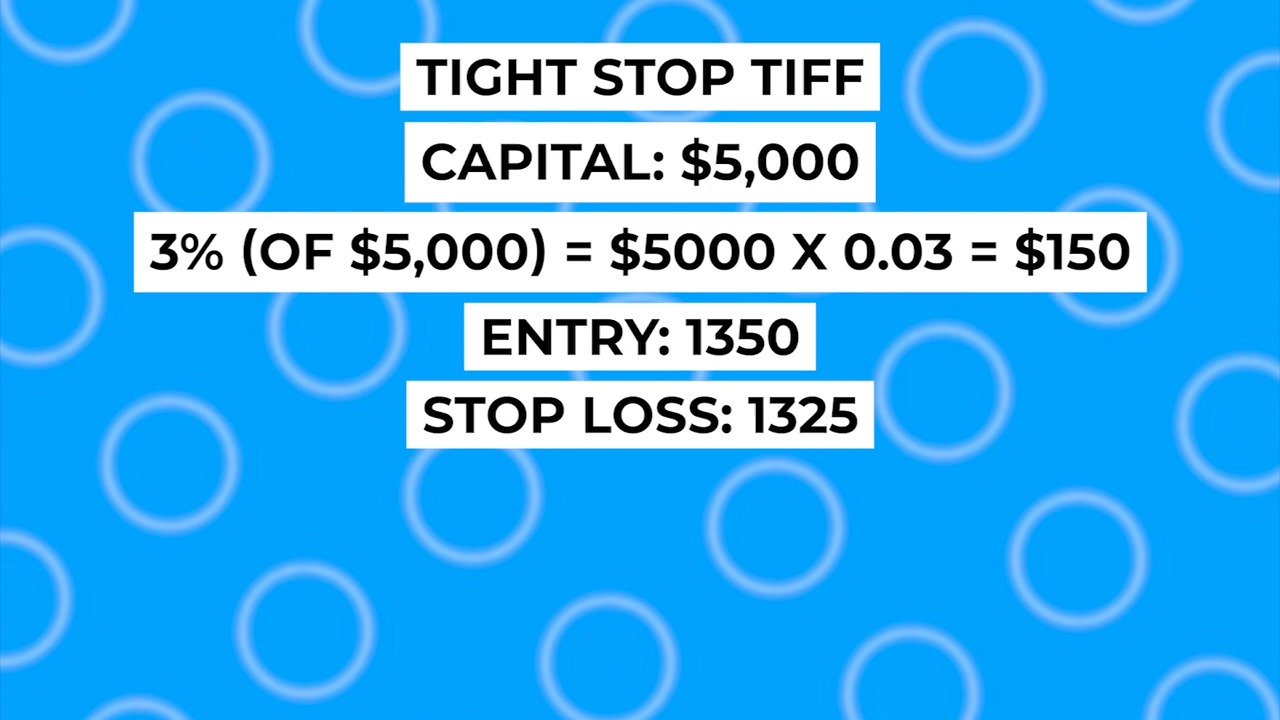 TIGHT STOP TIFF
CAPITAL: $5,000
3% (OF $5,000) = $5000 X 0.03 = $150
ENTRY: 1350
STOP LOSS: 1325